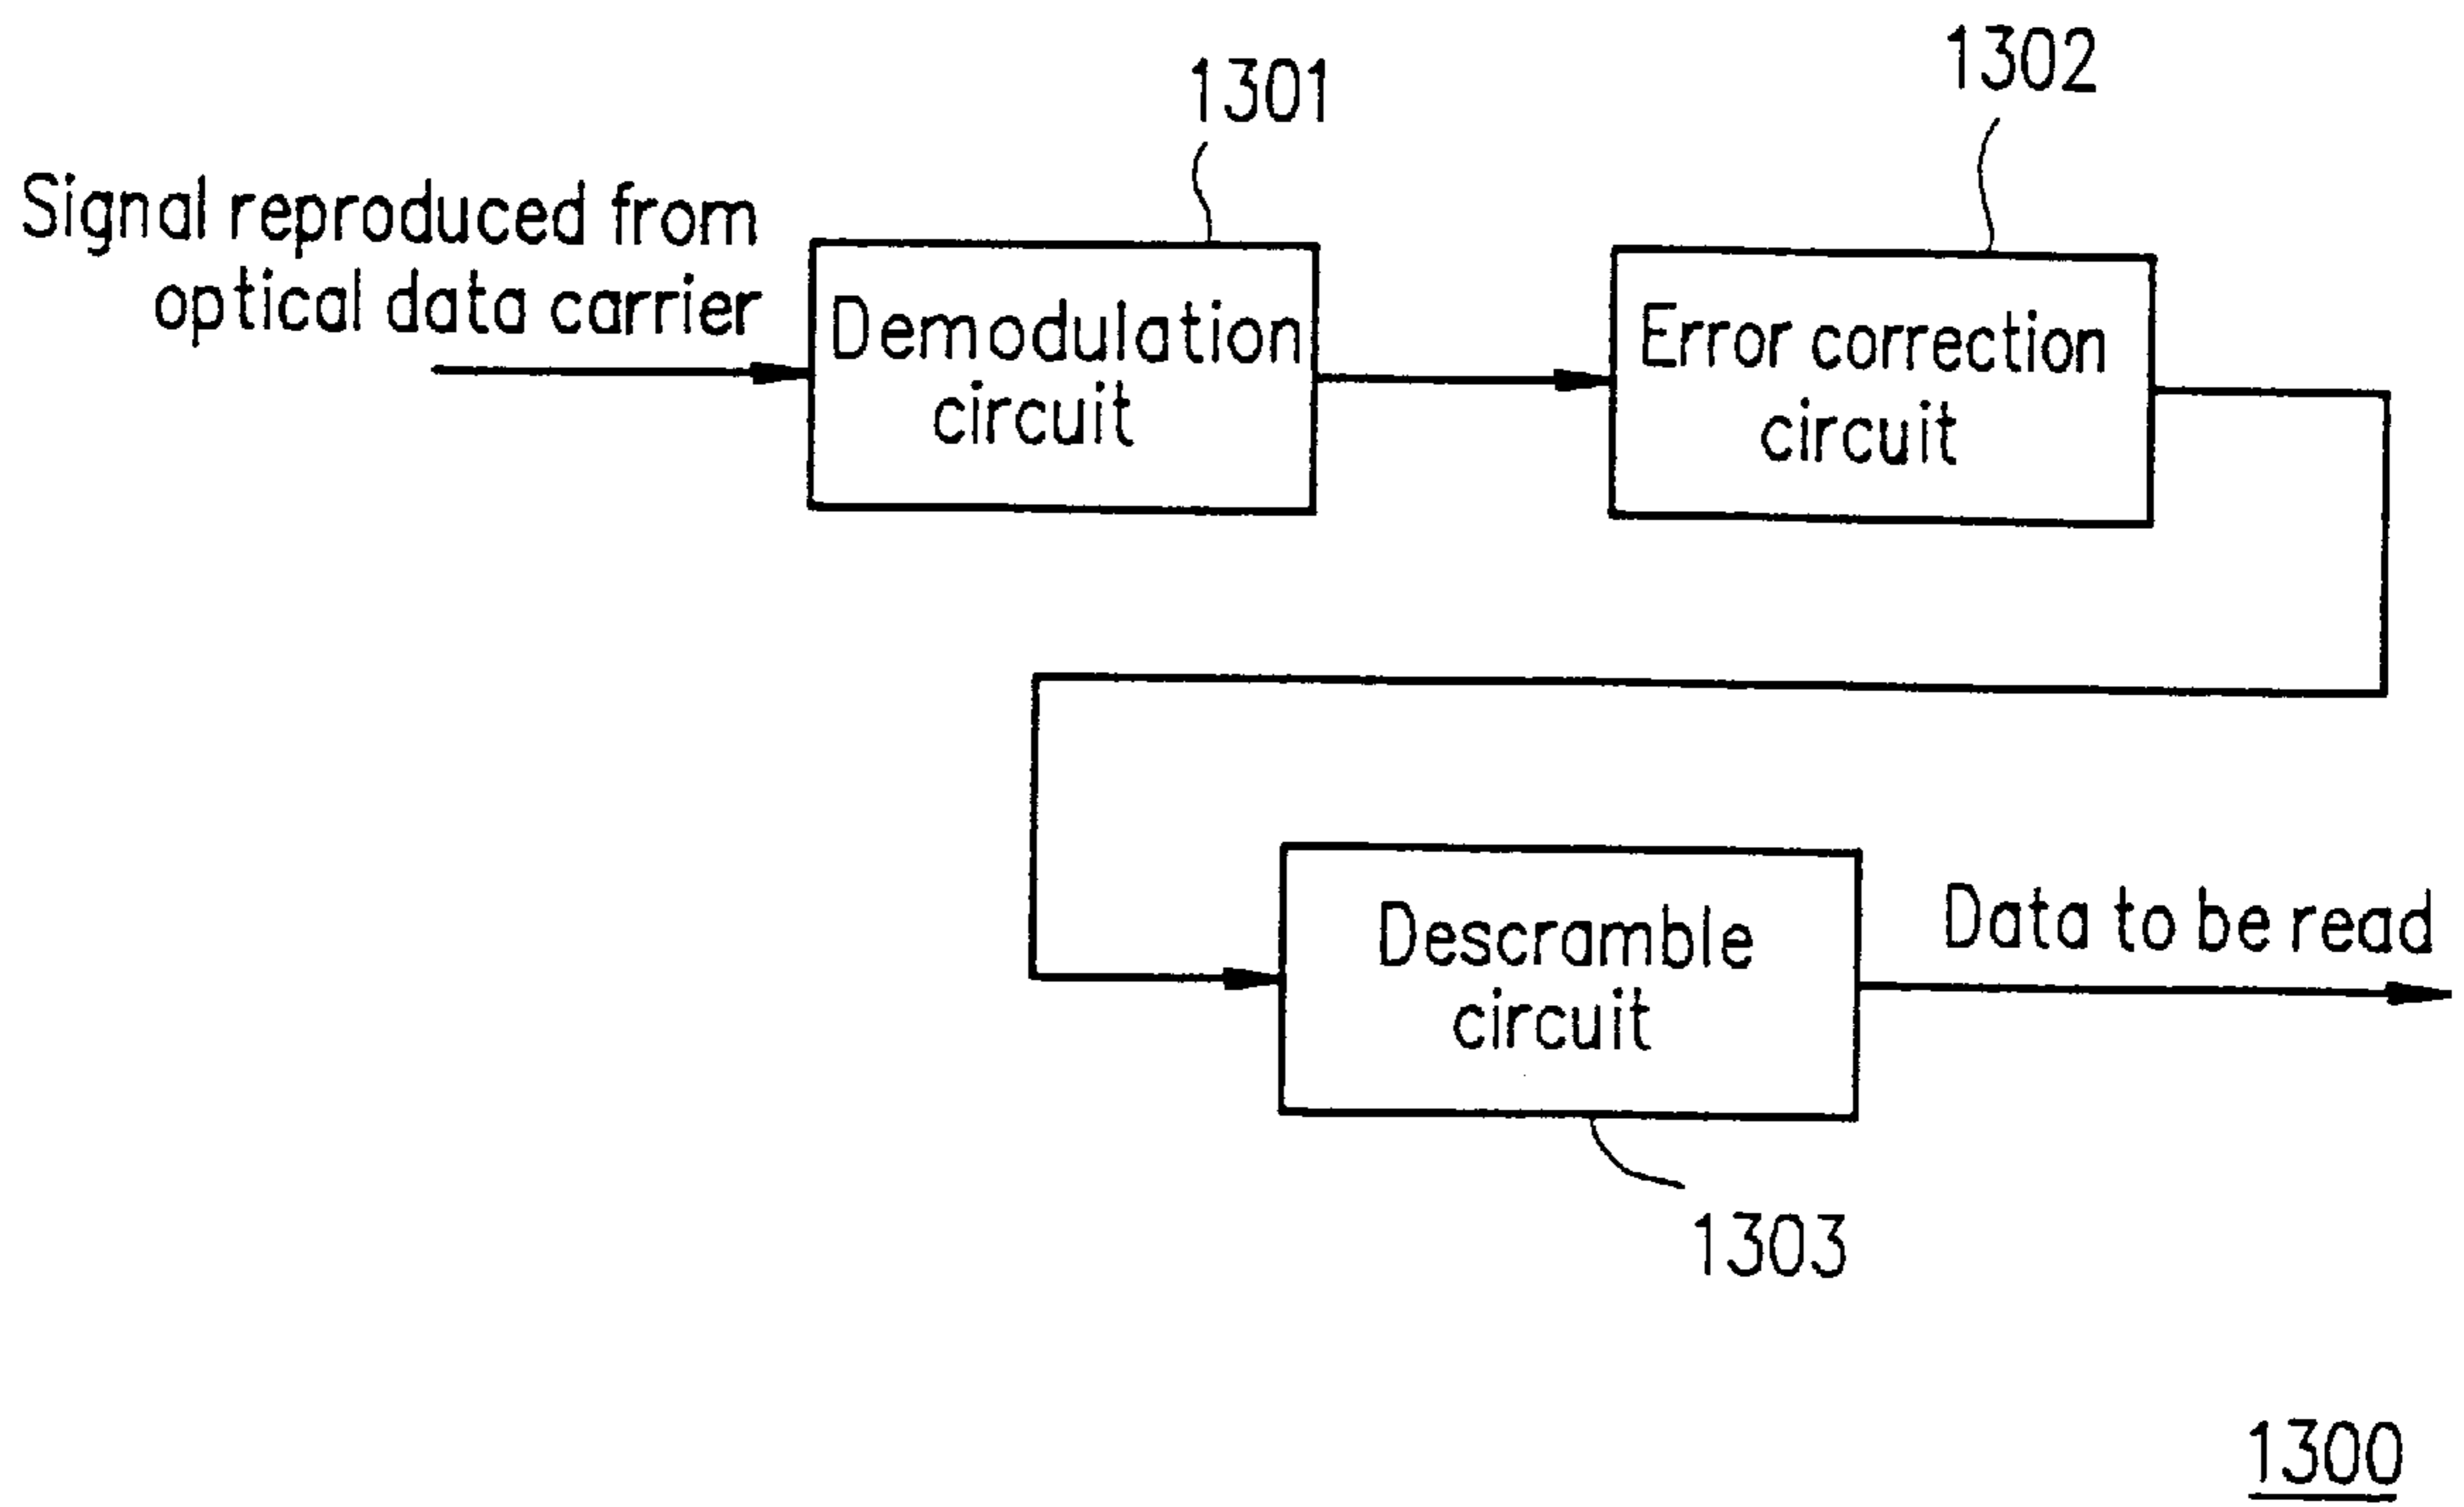 1301
1302
Signal reproduced from
optical data carrier
Demodulation
circuit
Error correction
circuit
Descramble
circuit
Data to be read
1303
1300